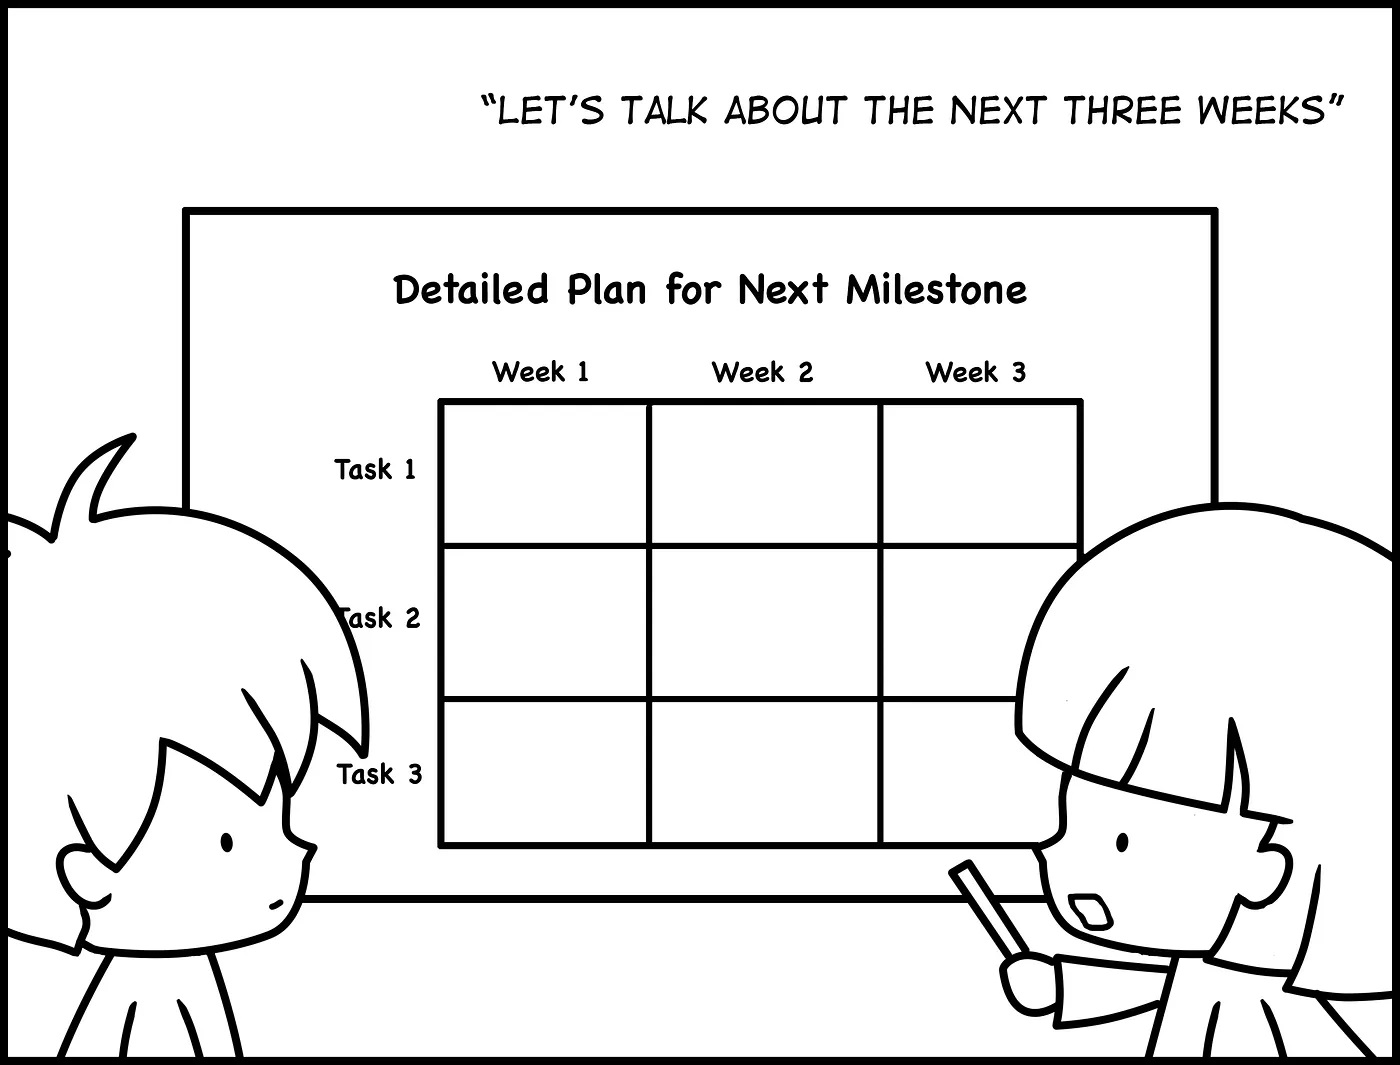 “LET’S TALK ABOUT THE NEXT THREE WEEKS”
Detailed Plan for Next Milestone
Week 1 Week 2 Week 3
Task 1
Task 2
Task 3